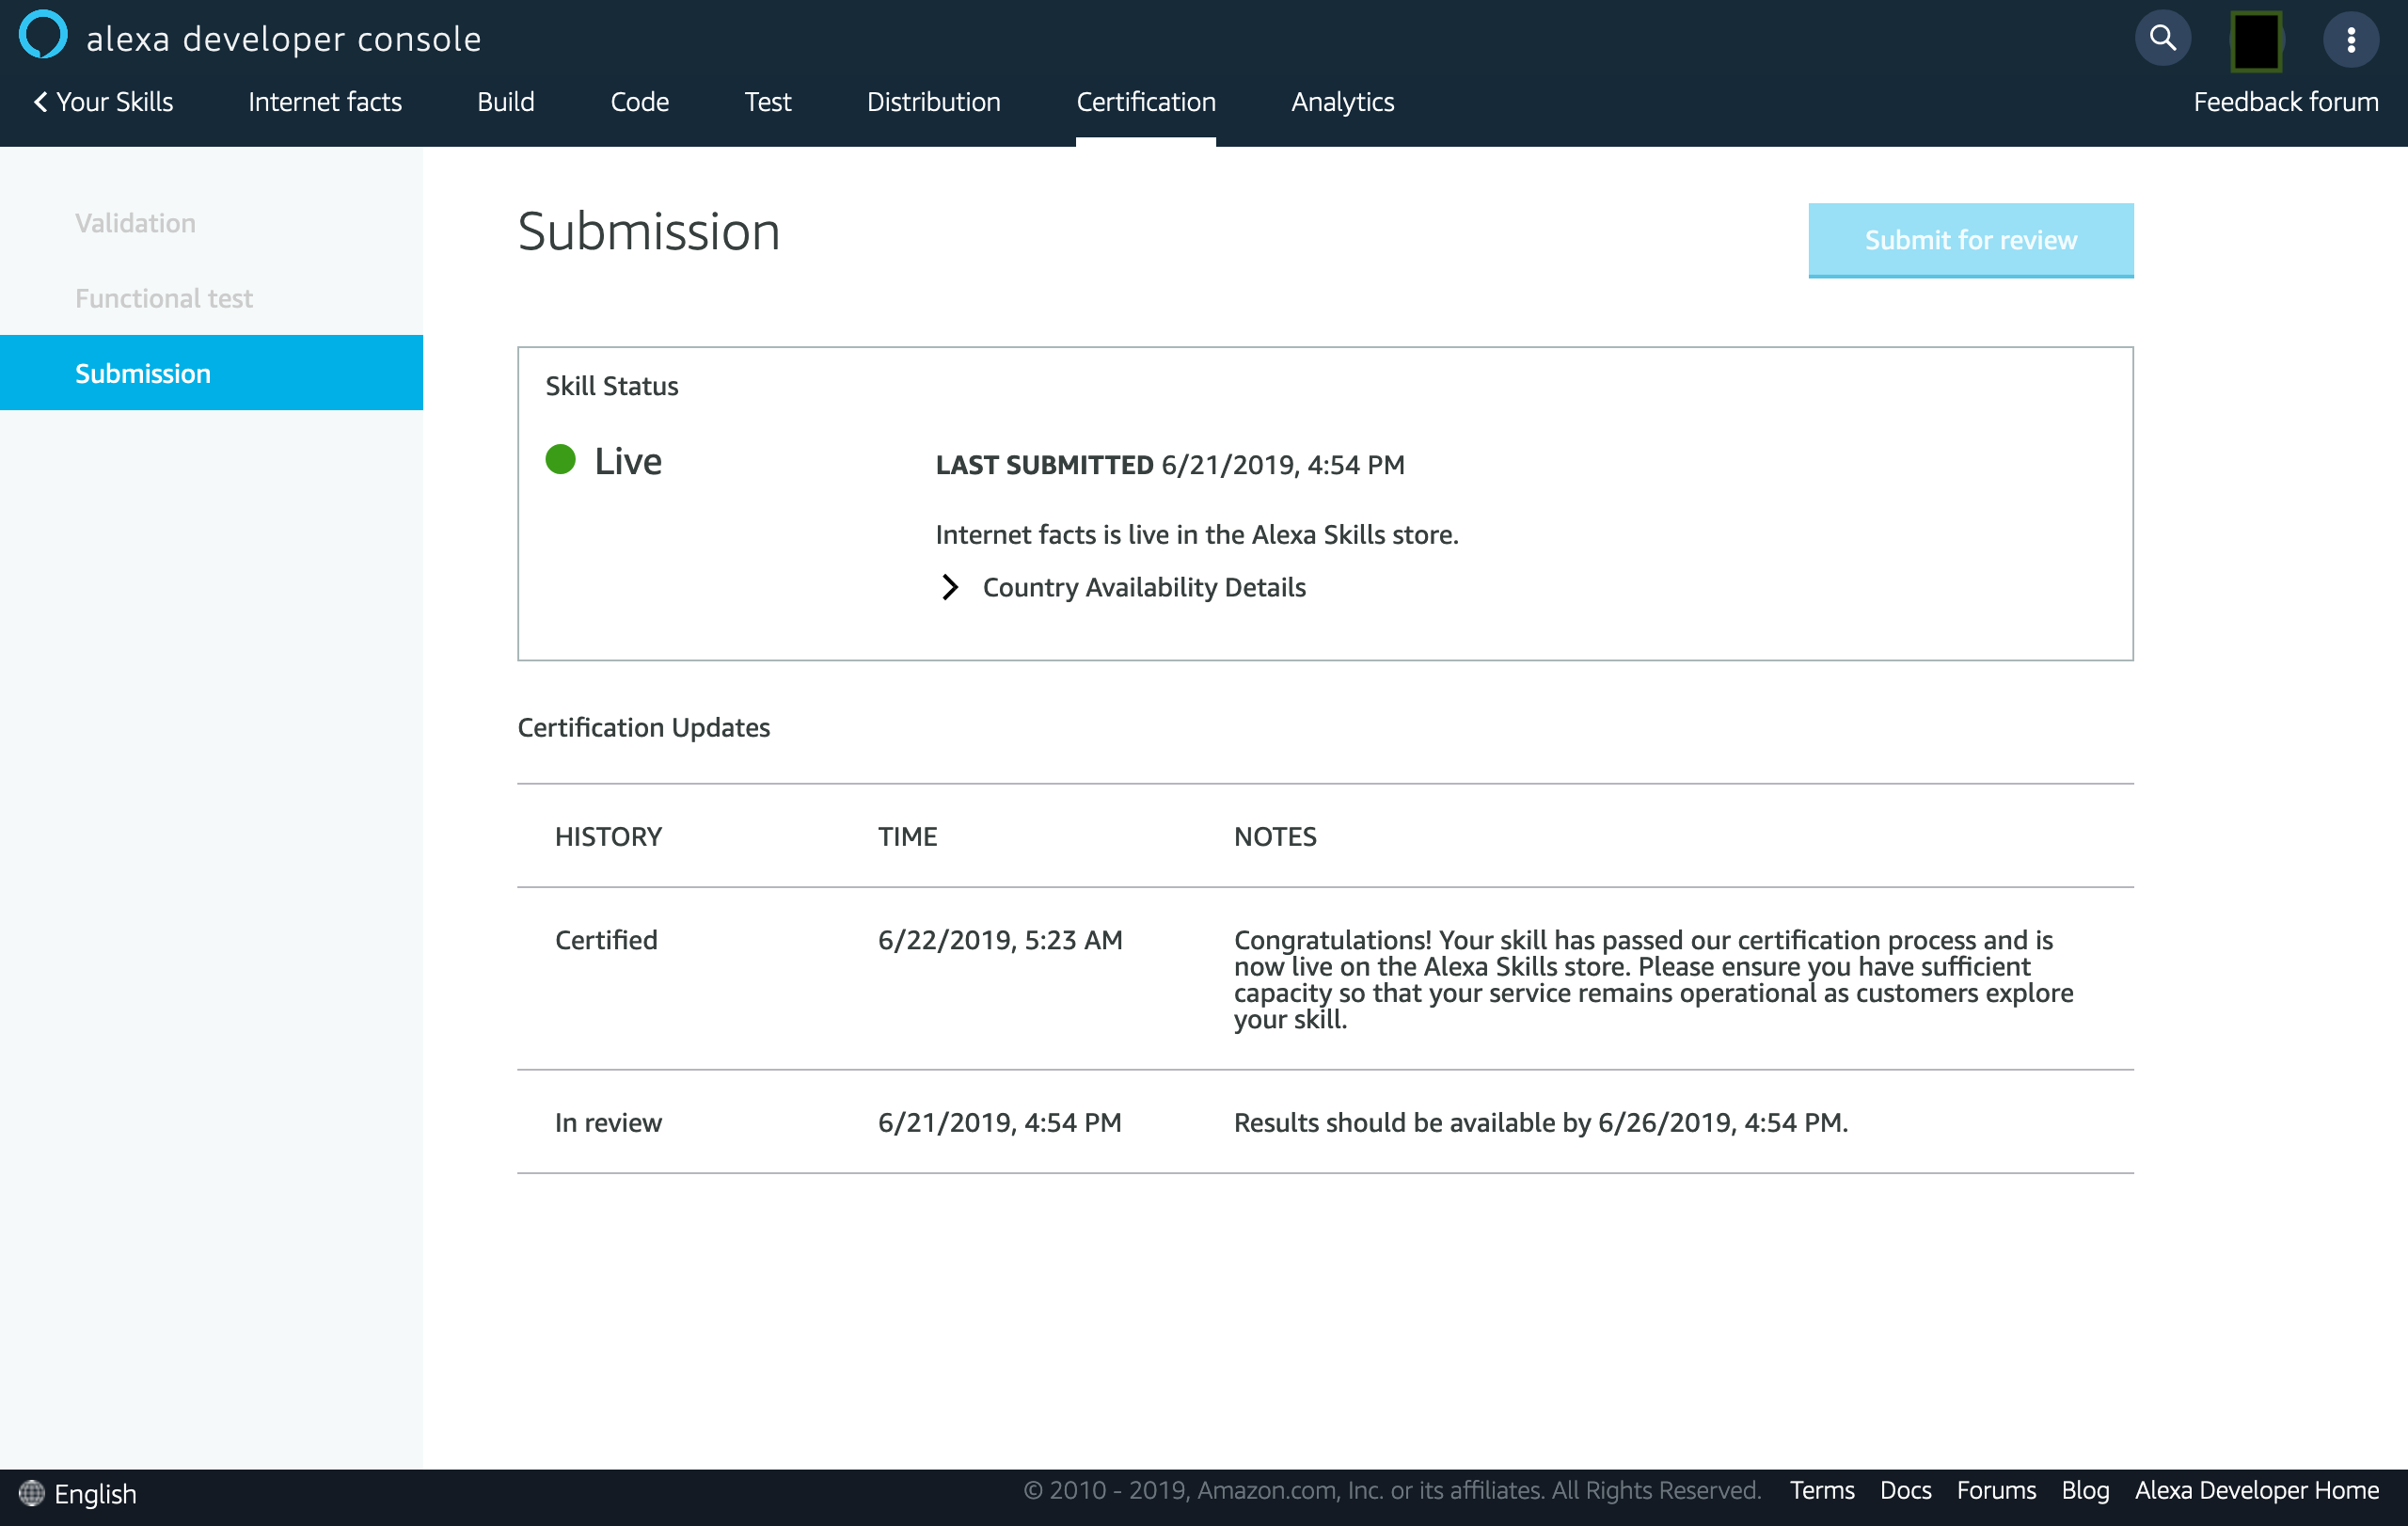 alexa developer console
Your Skills
Internet facts
Build
Code
Test
Distribution
Certification
Analytics
Feedback forum
Validation
Functional test
Submission
Submission
Submit for review
Skill Status
Live
LAST SUBMITTED 6/21/2019, 4:54 PM
Internet facts is live in the Alexa Skills store.
Country Availability Details
Certification Updates
HISTORY TIME NOTES
Certified 6/22/2019, 5:23 AM Congratulations! Your skill has passed our certification process and is
now live on the Alexa Skills store. Please ensure you have sufficient
capacity so that your service remains operational as customers explore
your skill.
In review 6/21/2019, 4:54 PM Results should be available by 6/26/2019, 4:54 PM.
English
© 2010 - 2019, Amazon.com, Inc. or its affiliates. All Rights Reserved. Terms Docs Forums Blog Alexa Developer Home